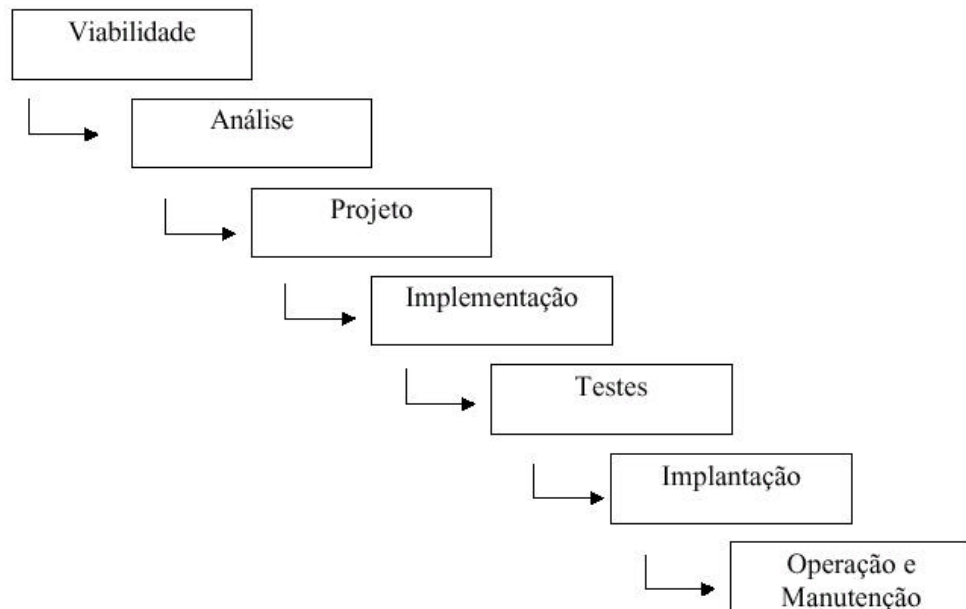 Viabilidade
Análise
Projeto
Implementação
Testes
Implantação
Operação e
Manutenção